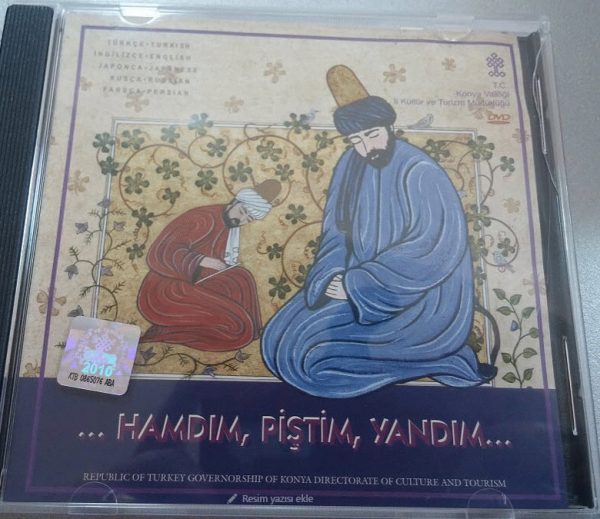 TÜRKÇE-TURKISH
İNGİLİZCE-ENGLISH
JAPONCA-JAPANESE
RUSÇA-RUSSIAN
FARSÇA-PERSIAN
T.C.
Konya Valiliği
İl Kültür ve Turizm Müdürlüğü
DVD
2010
KTB 0865076 ABA
... HAMDIM, PİŞTİM, YANDIM...
REPUBLIC OF TURKEY GOVERNORSHIP OF KONYA DIRECTORATE OF CULTURE AND TOURISM
Resim yazısı ekle